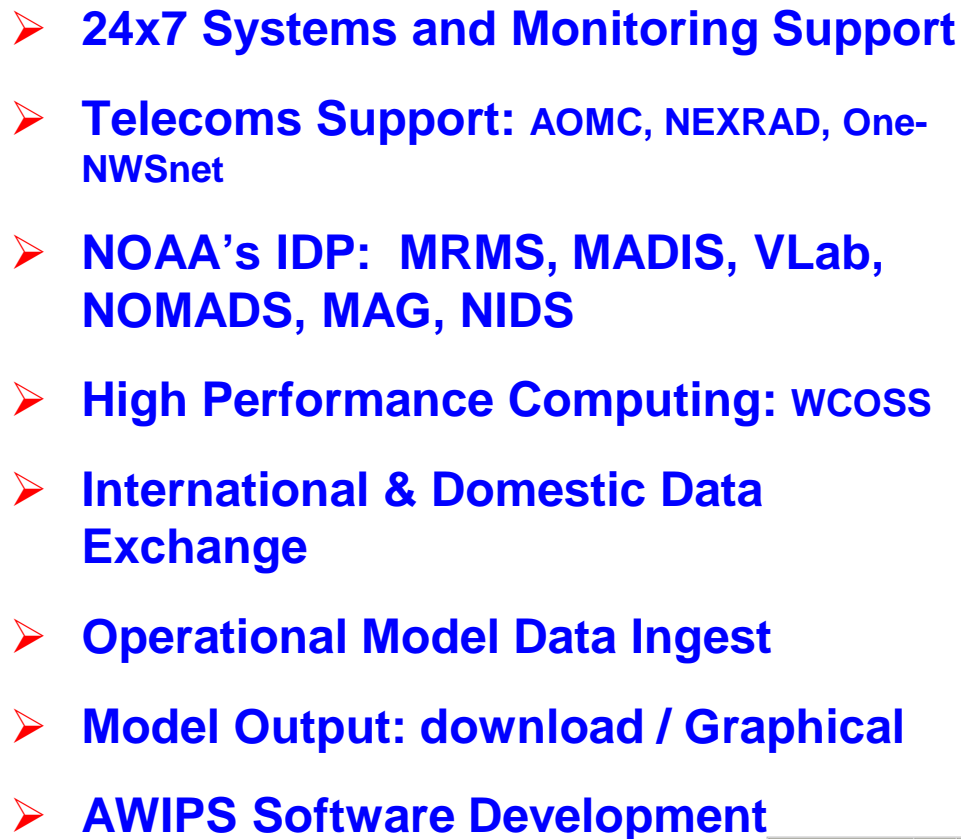 ➢ 24x7 Systems and Monitoring Support
➢ Telecoms Support: AOMC, NEXRAD, One-
NWSnet
➢ NOAA’s IDP: MRMS, MADIS, VLab,
NOMADS, MAG, NIDS
➢ High Performance Computing: WCOSS
➢ International & Domestic Data
Exchange
➢ Operational Model Data Ingest
➢ Model Output: download / Graphical
➢ AWIPS Software Development